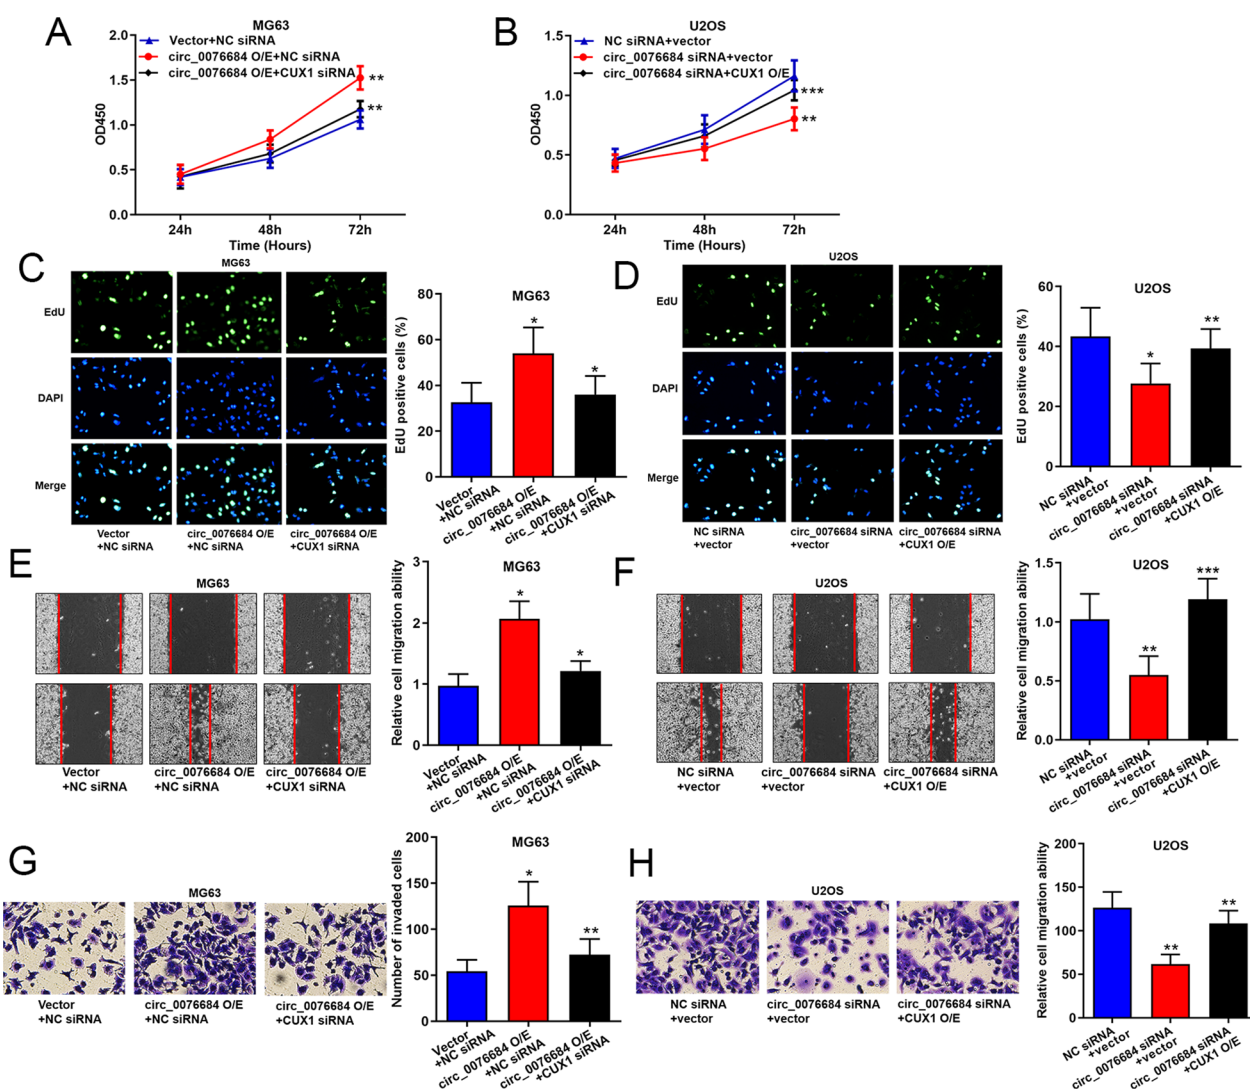 A
MG63
Vector+NC siRNA
circ_0076684 O/E+NC siRNA
circ_0076684 O/E+CUX1 siRNA
OD450
2.0
1.5
1.0
0.5
0.0
**
**
24h 48h 72h
Time (Hours)
B
U2OS
NC siRNA+vector
circ_0076684 siRNA+vector
circ_0076684 siRNA+CUX1 O/E
OD450
1.5
1.0
0.5
0.0
***
**
24h 48h 72h
Time (Hours)
C
MG63
EdU
DAPI
Merge
Vector
+NC siRNA
circ_0076684 O/E
+NC siRNA
circ_0076684 O/E
+CUX1 siRNA
MG63
EdU positive cells (%)
80
60
40
20
0
*
*
Vector
+NC siRNA
circ_0076684 O/E
+NC siRNA
circ_0076684 O/E
+CUX1 siRNA
D
U2OS
EdU
DAPI
Merge
NC siRNA
+vector
circ_0076684 siRNA
+vector
circ_0076684 siRNA
+CUX1 O/E
U2OS
EdU positive cells (%)
60
40
20
0
*
**
NC siRNA
+vector
circ_0076684 siRNA
+vector
circ_0076684 siRNA
+CUX1 O/E
E
MG63
Vector
+NC siRNA
circ_0076684 O/E
+NC siRNA
circ_0076684 O/E
+CUX1 siRNA
MG63
Relative cell migration ability
3
2
1
0
*
*
Vector
+NC siRNA
circ_0076684 O/E
+NC siRNA
circ_0076684 O/E
+CUX1 siRNA
F
U2OS
NC siRNA
+vector
circ_0076684 siRNA
+vector
circ_0076684 siRNA
+CUX1 O/E
U2OS
Relative cell migration ability
1.5
1.0
0.5
0.0
**
***
NC siRNA
+vector
circ_0076684 siRNA
+vector
circ_0076684 siRNA
+CUX1 O/E
G
MG63
Vector
+NC siRNA
circ_0076684 O/E
+NC siRNA
circ_0076684 O/E
+CUX1 siRNA
MG63
Number of invaded cells
200
150
100
50
0
*
**
Vector
+NC siRNA
circ_0076684 O/E
+NC siRNA
circ_0076684 O/E
+CUX1 siRNA
H
U2OS
NC siRNA
+vector
circ_0076684 siRNA
+vector
circ_0076684 siRNA
+CUX1 O/E
U2OS
Relative cell migration ability
200
150
100
50
0
**
**
NC siRNA
+vector
circ_0076684 siRNA
+vector
circ_0076684 siRNA
+CUX1 O/E